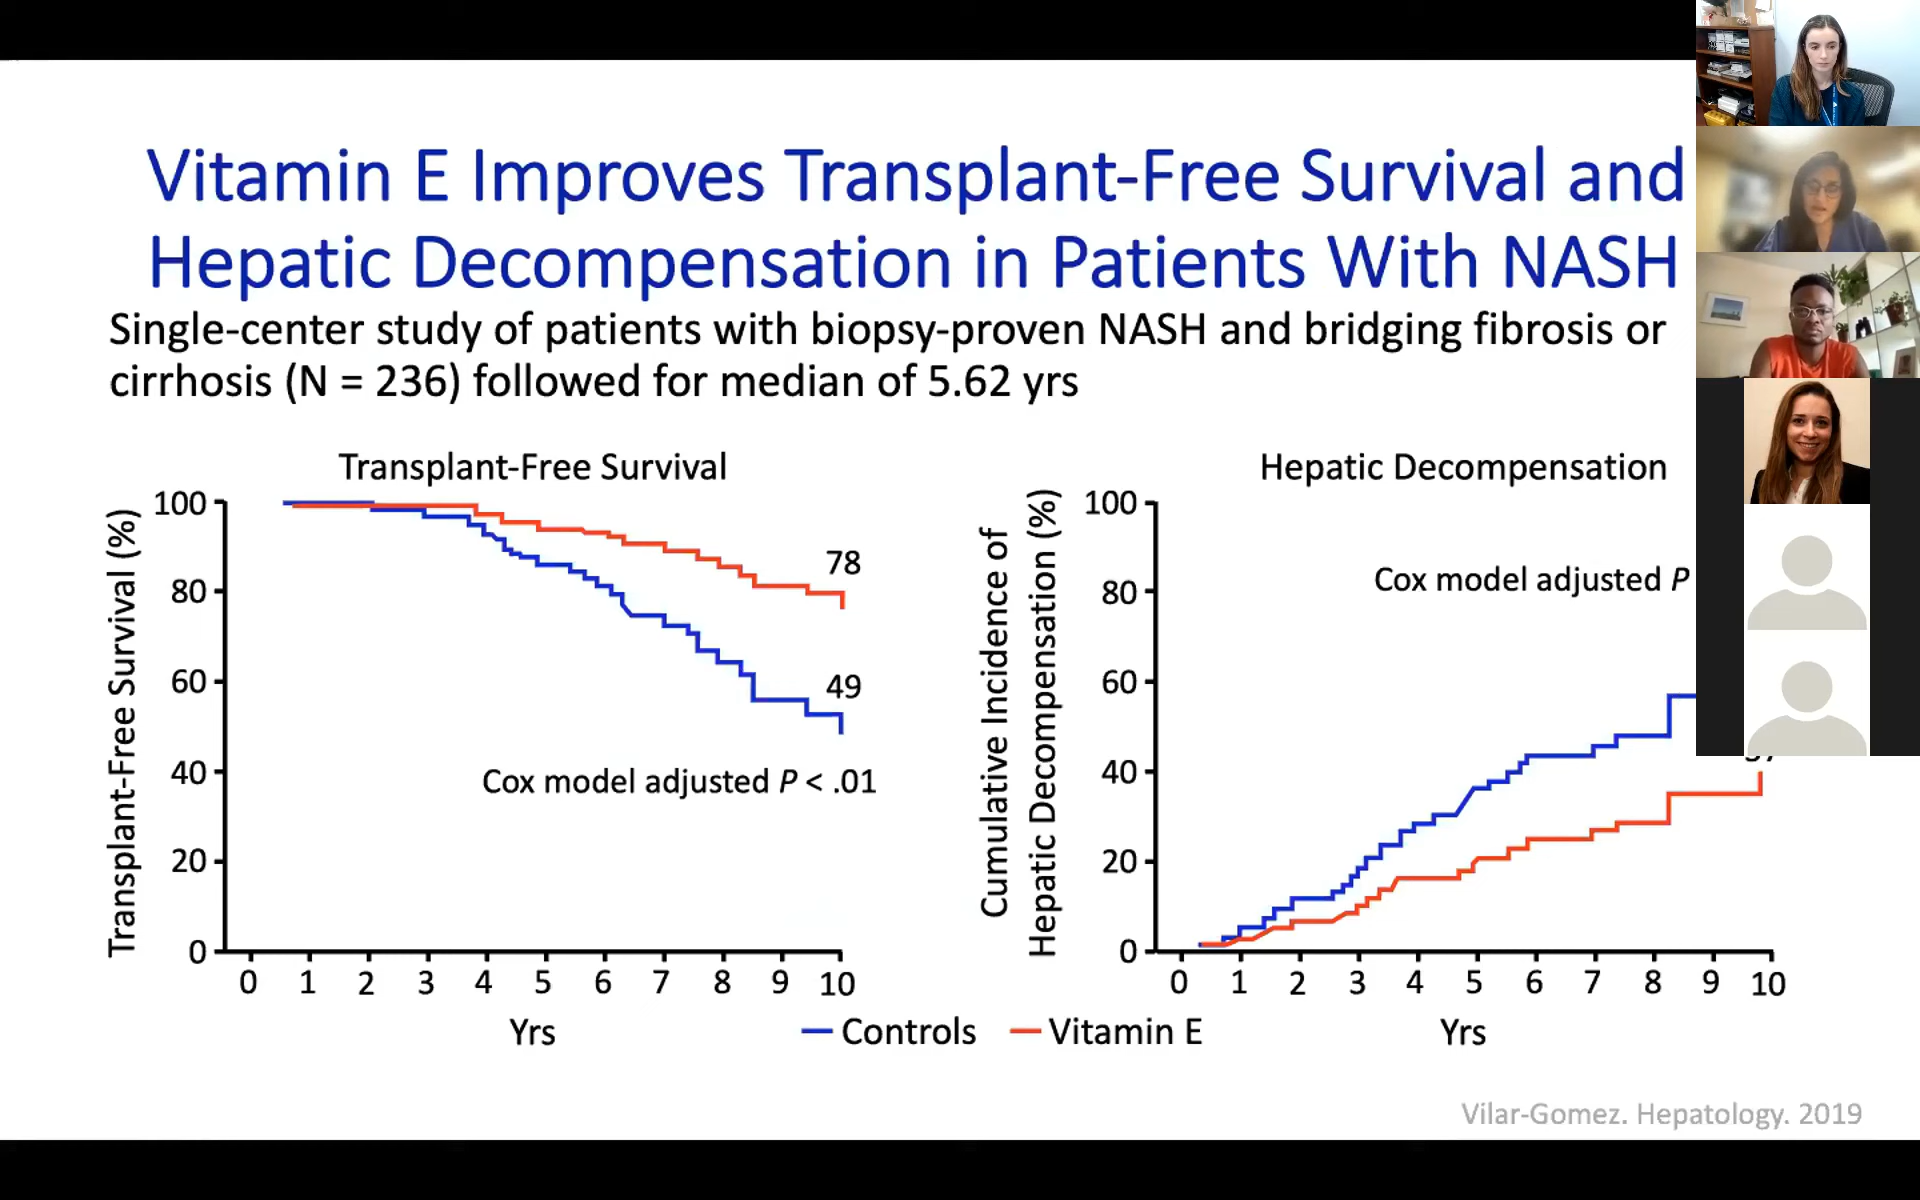 Vitamin E Improves Transplant-Free Survival and
Hepatic Decompensation in Patients With NASH
Single-center study of patients with biopsy-proven NASH and bridging fibrosis or
cirrhosis (N = 236) followed for median of 5.62 yrs
Transplant-Free Survival
Transplant-Free Survival (%)
100
80
60
40
20
0
78
49
Cox model adjusted P < .01
0 1 2 3 4 5 6 7 8 9 10
Yrs
Hepatic Decompensation
Cumulative Incidence of
Hepatic Decompensation (%)
100
80
60
40
20
0
Cox model adjusted P
0 1 2 3 4 5 6 7 8 9 10
Yrs
Controls Vitamin E
Vilar-Gomez. Hepatology. 2019